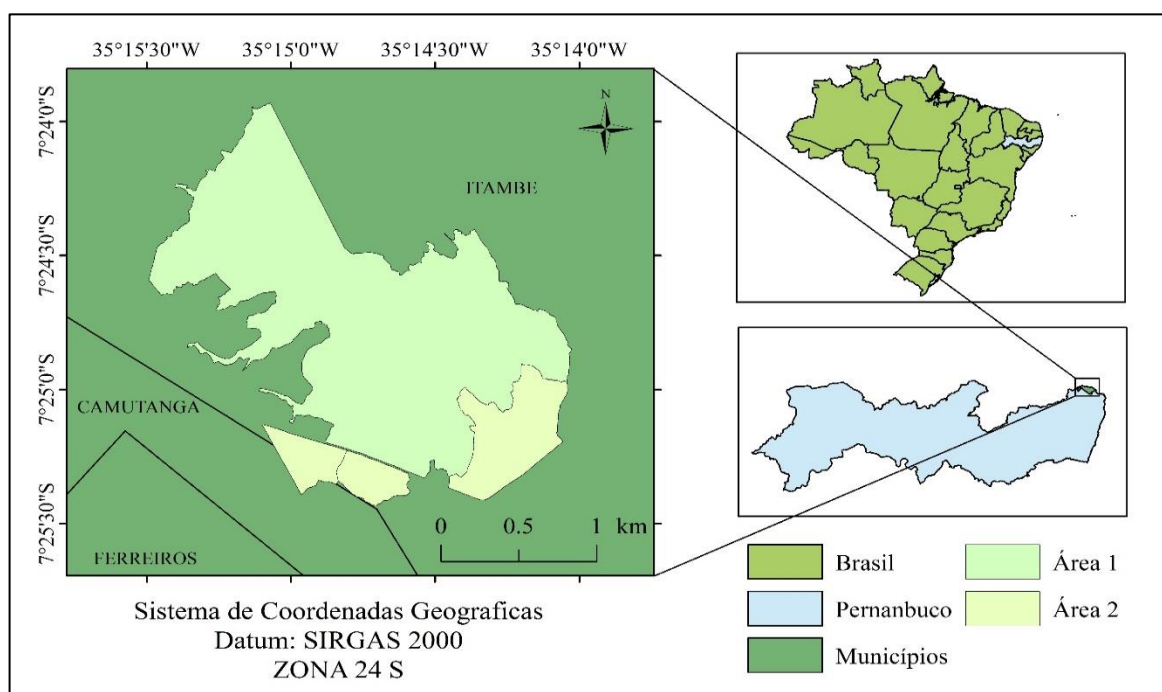 35°15'30"W 35°15'0"W 35°14'30"W 35°14'0"W
7°24'0"S
7°24'30"S
7°25'0"S
7°25'30"S
N
ITAMBE
CAMUTANGA
FERREIROS
0 0.5 1 km
Sistema de Coordenadas Geograficas
Datum: SIRGAS 2000
ZONA 24 S
Brasil
Área 1
Pernanbuco
Área 2
Municípios